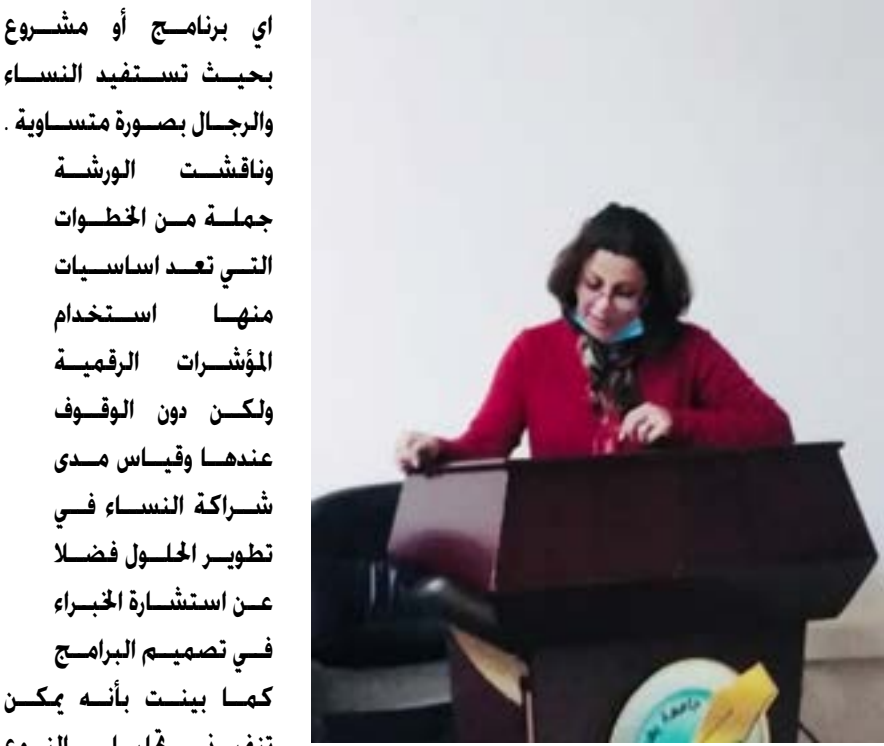 اي برنامج أو مشروع
بحيث تستفيد النساء
والرجال بصورة متساوية .
وناقشت الورشة
جملة من الخطوات
التي تعد اساسيات
منها استخدام
المؤشرات الرقمية
ولكن دون الوقوف
عندها وقياس مدى
شراكة النساء في
تطوير الحلول فضلا
عن استشارة الخبراء
في تصميم البرامج
كما بينت بأنه يمكن
جامعة